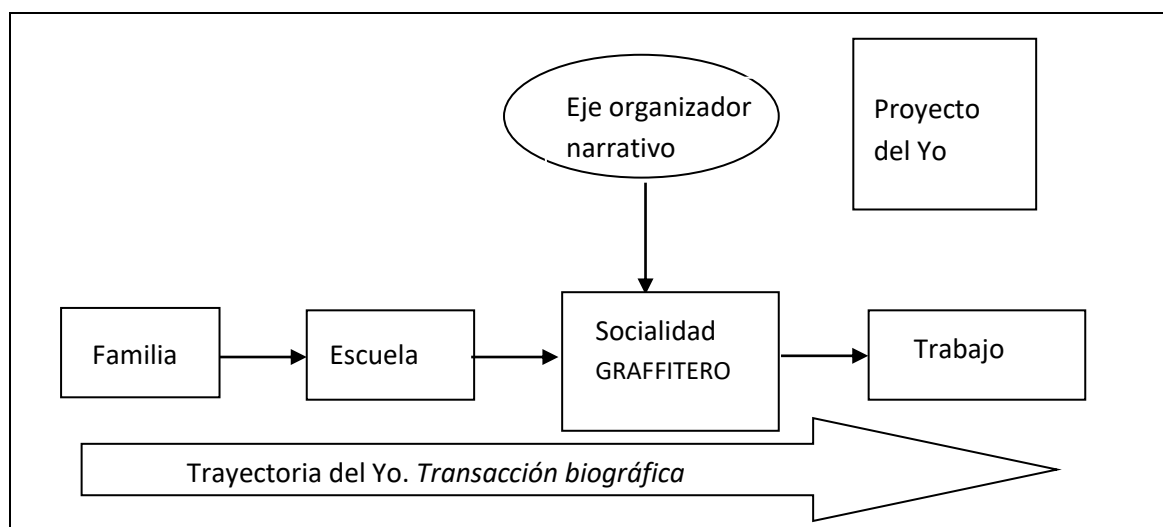 Eje organizador
narrativo
Proyecto
del Yo
Familia
Escuela
Socialidad
GRAFFITERO
Trabajo
Trayectoria del Yo. Transacción biográfica